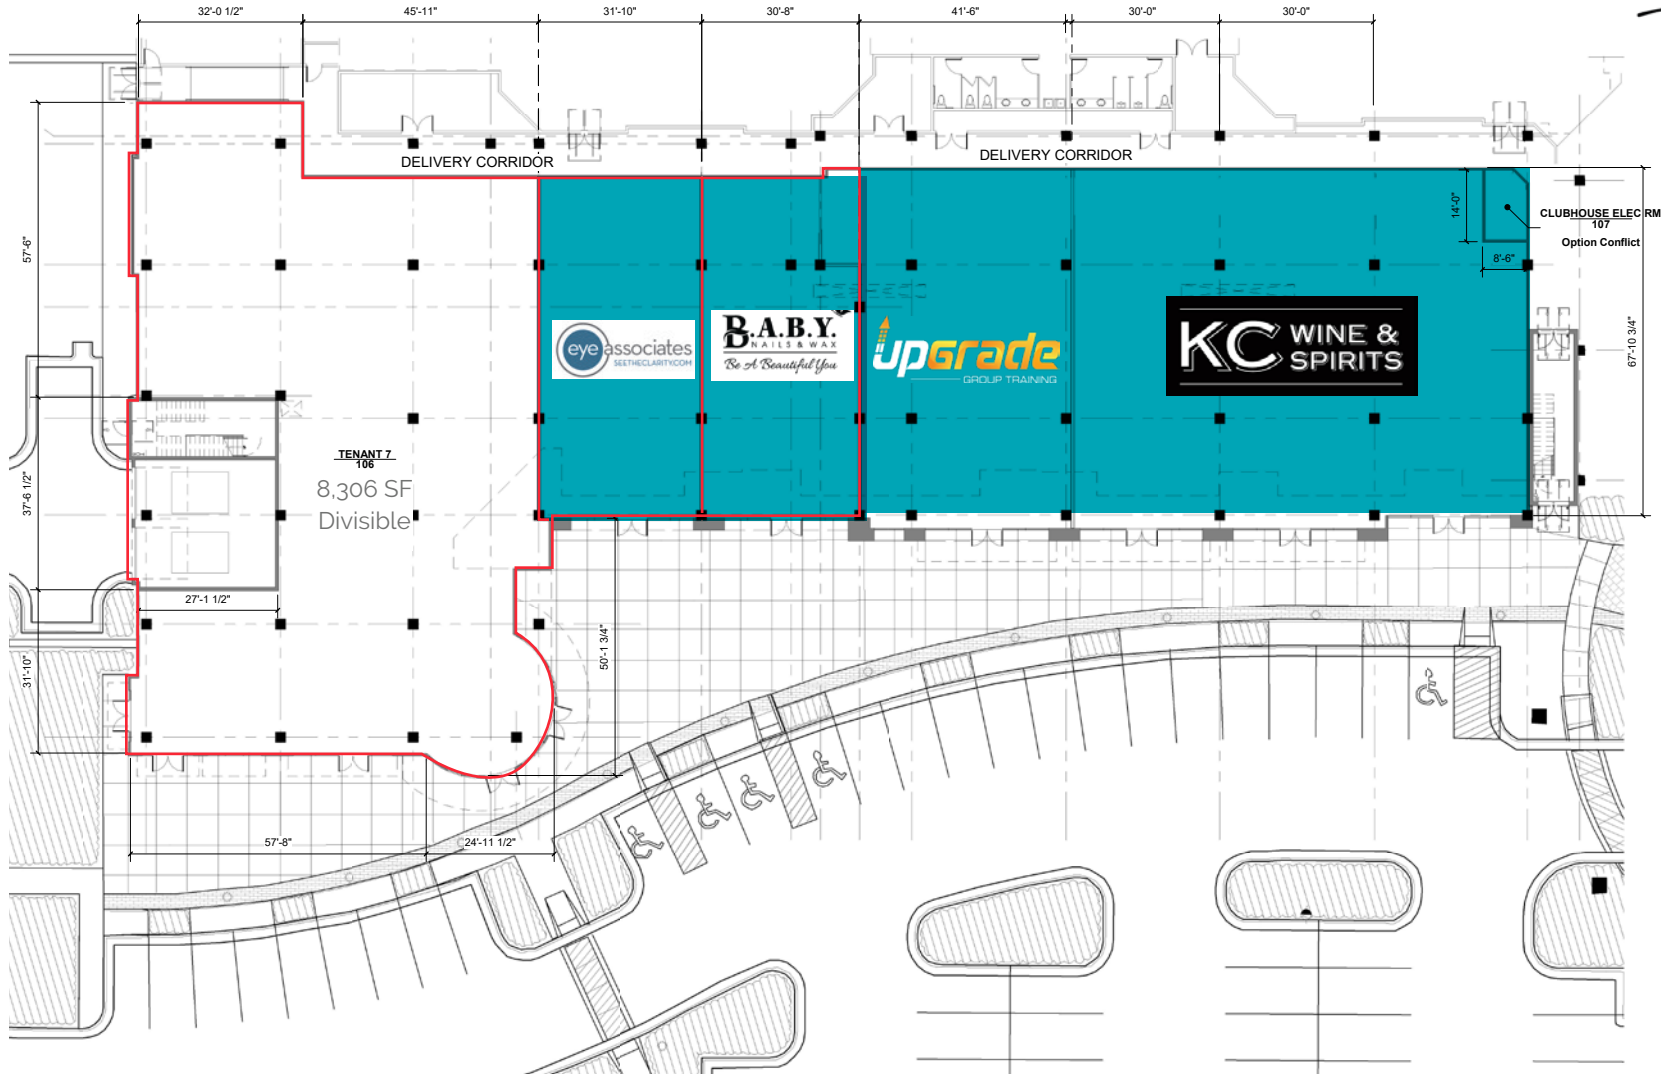 32'-0 1/2"
45'-11"
31'-10"
30'-8"
41'-6"
30'-0"
30'-0"
DELIVERY CORRIDOR
DELIVERY CORRIDOR
57'-6"
14'-0"
CLUBHOUSE ELEC RM
107
Option Conflict
8'-6"
67'-10 3/4"
eye associates
SEETHECLARITY.COM
B.A.B.Y.
NAILS & WAX
Be A Beautiful You
upgrade
GROUP TRAINING
KC WINE &
SPIRITS
TENANT 7
106
8,306 SF
Divisible
37'-6 1/2"
27'-1 1/2"
31'-10"
50'-1 3/4"
57'-8"
24'-11 1/2"